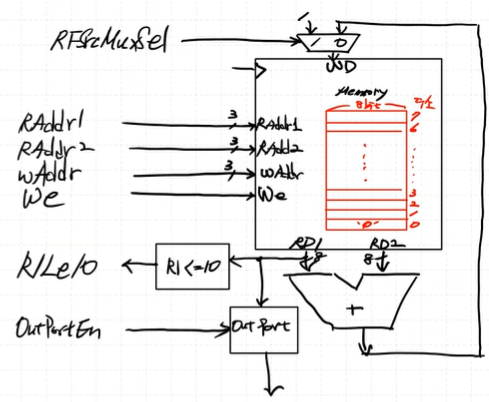 1
RFSrcMuxSel
1 0
WD
Memory
8bit
7
6
RAddr1 3 RAddr1
RAddr2 3 RAddr2
wAddr 3 wAddr
We We
3
2
1
"0" 0
RD1 RD2
8 8
R1Le10 R1<=10
+
OutPortEn OutPort